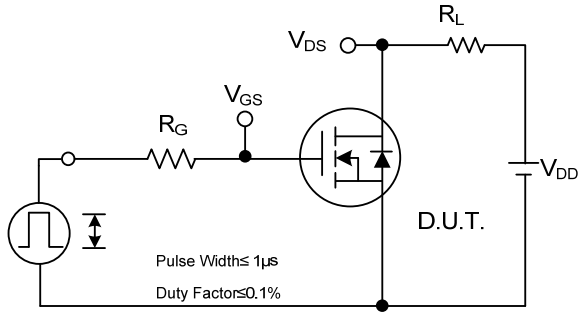 RL
VDS
VGS
RG
VDD
D.U.T.
Pulse Width≤ 1μs
Duty Factor≤0.1%